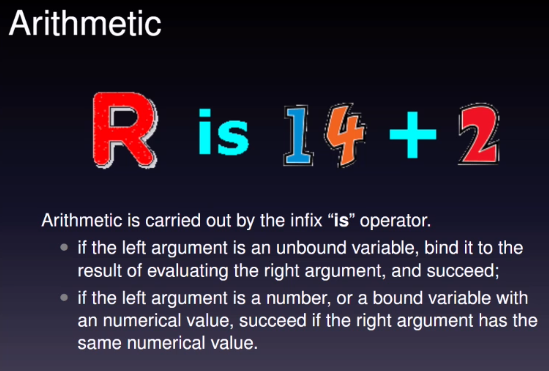 Arithmetic
R is 14 + 2
Arithmetic is carried out by the infix “is” operator.
• if the left argument is an unbound variable, bind it to the
result of evaluating the right argument, and succeed;
• if the left argument is a number, or a bound variable with
an numerical value, succeed if the right argument has the
same numerical value.